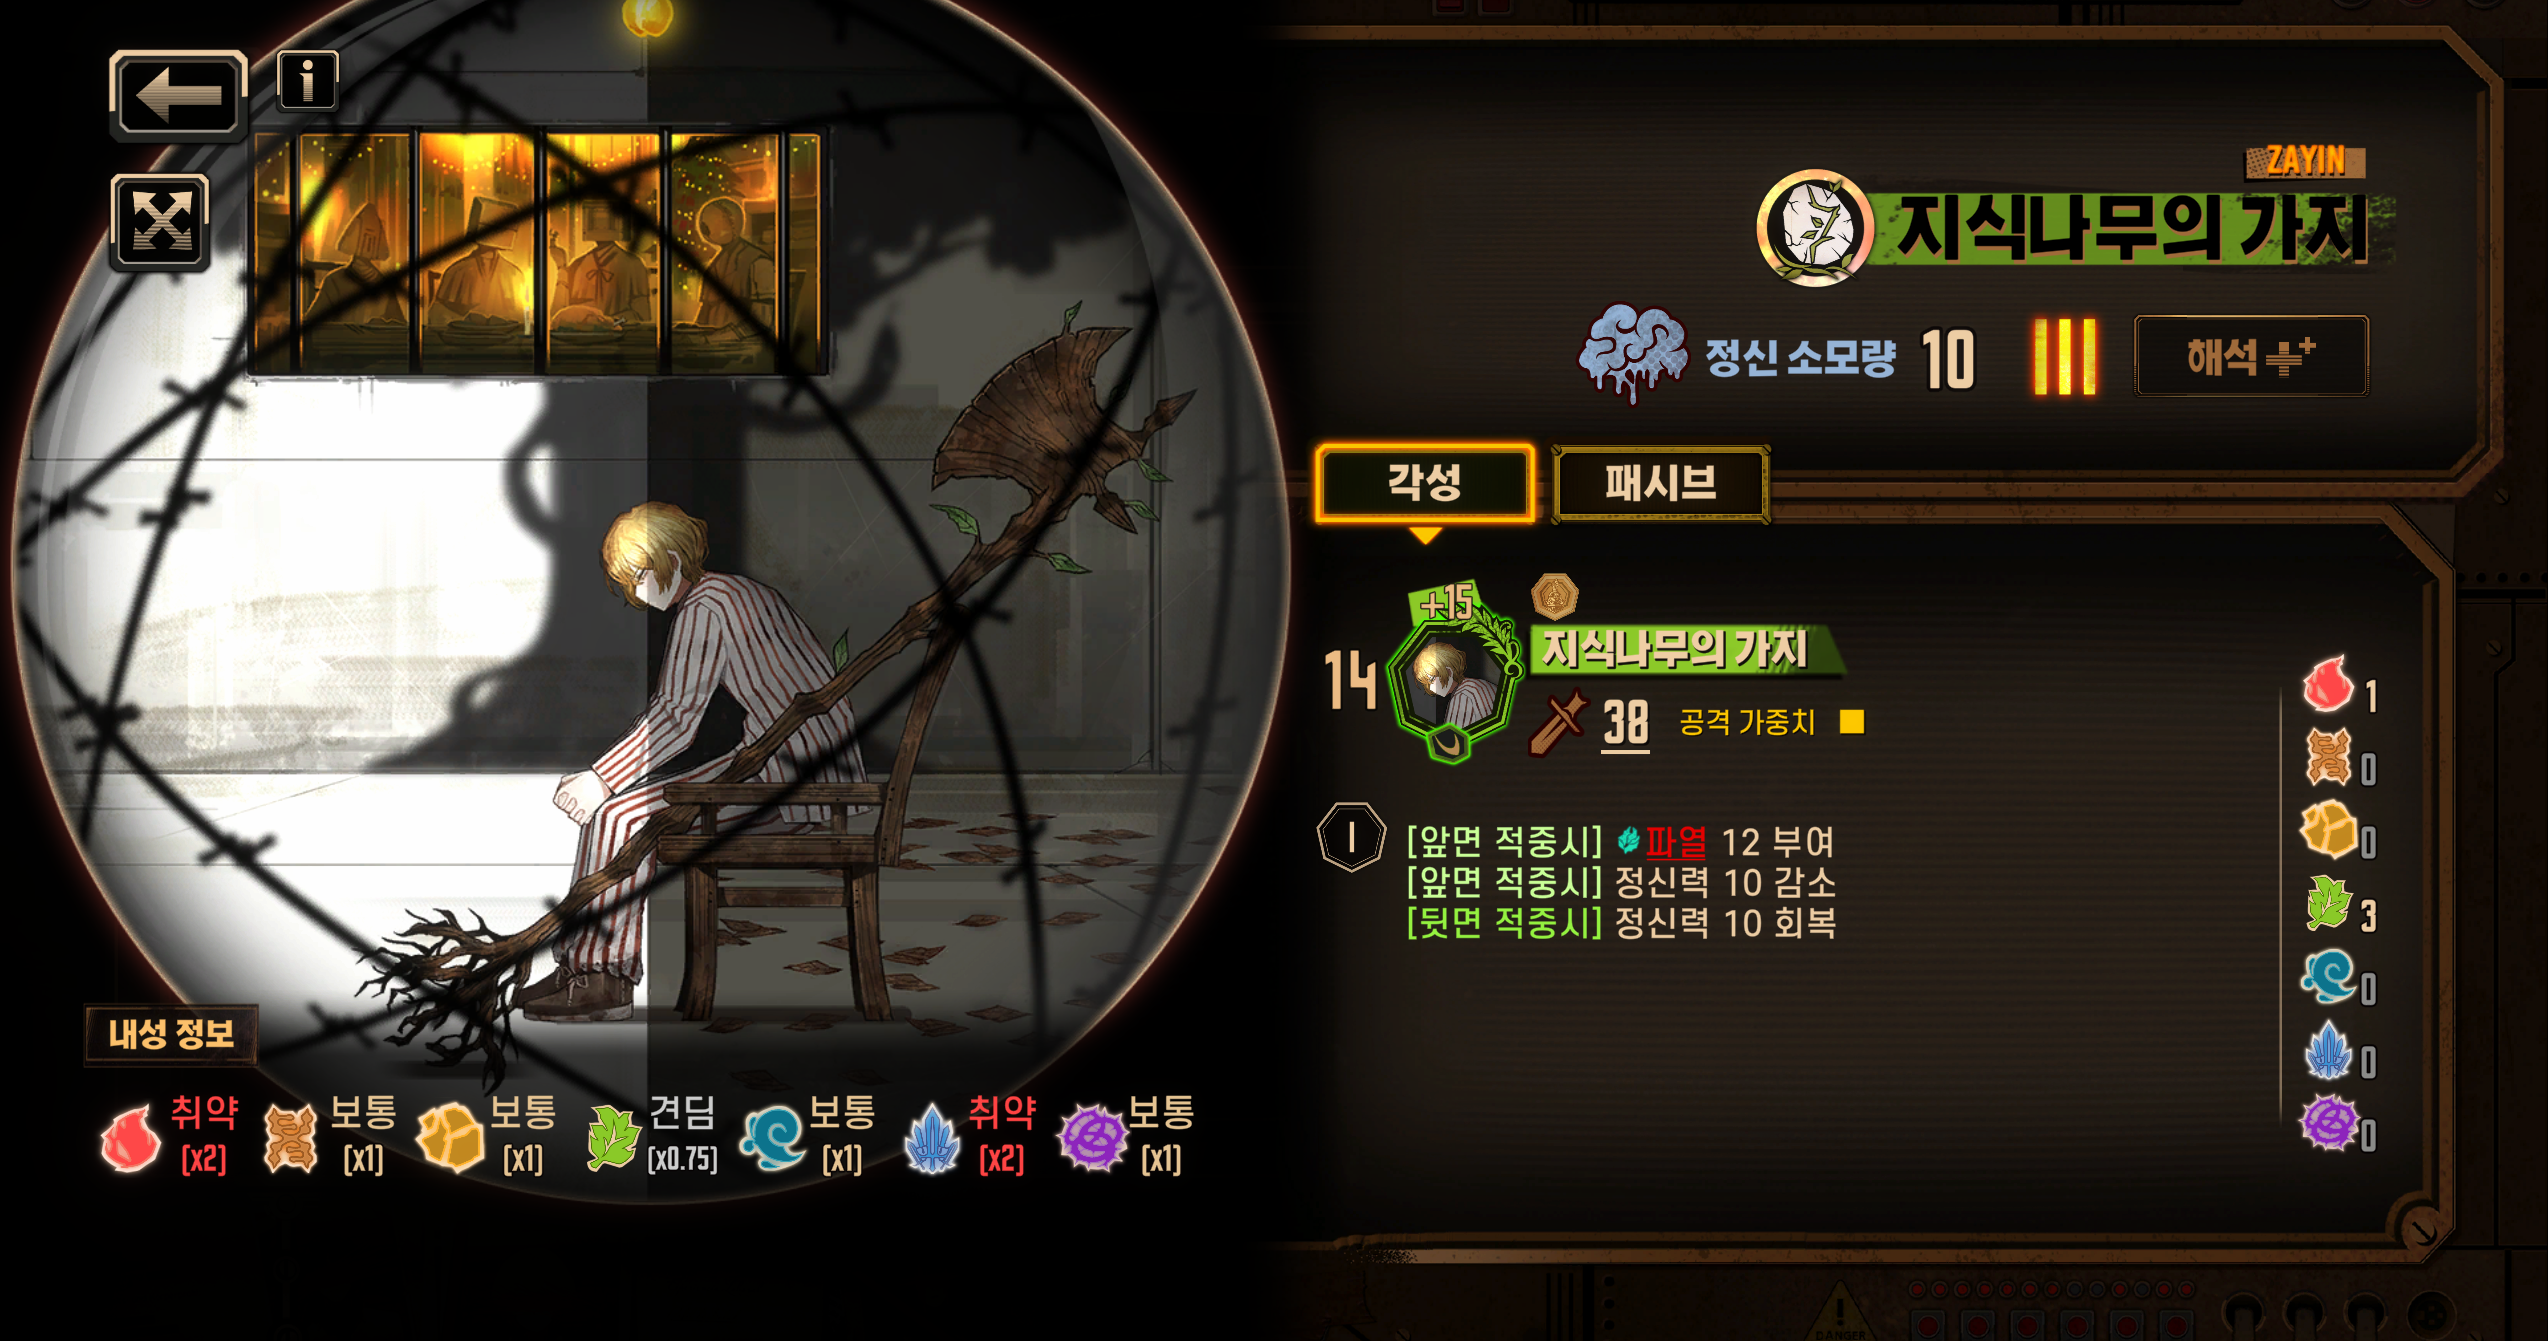 ZAYIN
지식나무의 가지
정신 소모량 10
해석
각성
패시브
+15
14
지식나무의 가지
38 공격 가중치
I
[앞면 적중시] 파열 12 부여
[앞면 적중시] 정신력 10 감소
[뒷면 적중시] 정신력 10 회복
1
0
0
3
0
0
0
내성 정보
취약 보통 보통 견딤 보통 취약 보통
[x2] [x1] [x1] [x0.75] [x1] [x2] [x1]
DANGER